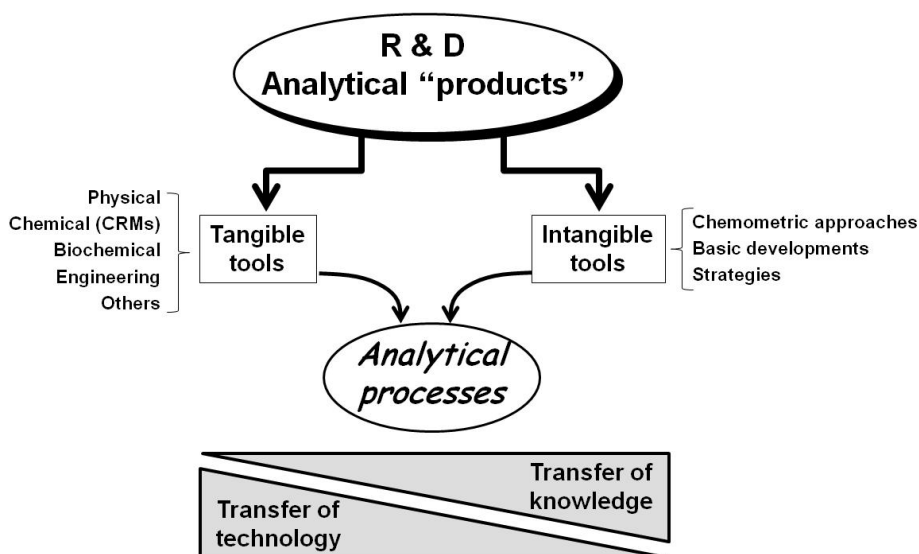 R & D
Analytical “products”
Physical
Chemical (CRMs)
Biochemical
Engineering
Others
Tangible
tools
Intangible
tools
Chemometric approaches
Basic developments
Strategies
Analytical
processes
Transfer of
knowledge
Transfer of
technology